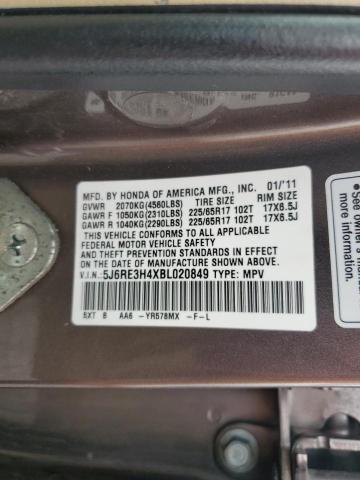 MFD. BY HONDA OF AMERICA MFG., INC. 01/'11
GVWR 2070KG(4560LBS) TIRE SIZE RIM SIZE
GAWR F 1050KG(2310LBS) 225/65R17 102T 17X6.5J
GAWR R 1040KG(2290LBS) 225/65R17 102T 17X6.5J
THIS VEHICLE CONFORMS TO ALL APPLICABLE
FEDERAL MOTOR VEHICLE SAFETY
AND THEFT PREVENTION STANDARDS IN EFFECT
ON THE DATE OF MANUFACTURE SHOWN ABOVE.
V.I.N: 5J6RE3H4XBL020849 TYPE: MPV
EXT B AA6 -YR578MX -F-L
See Owner's Manual
more information.